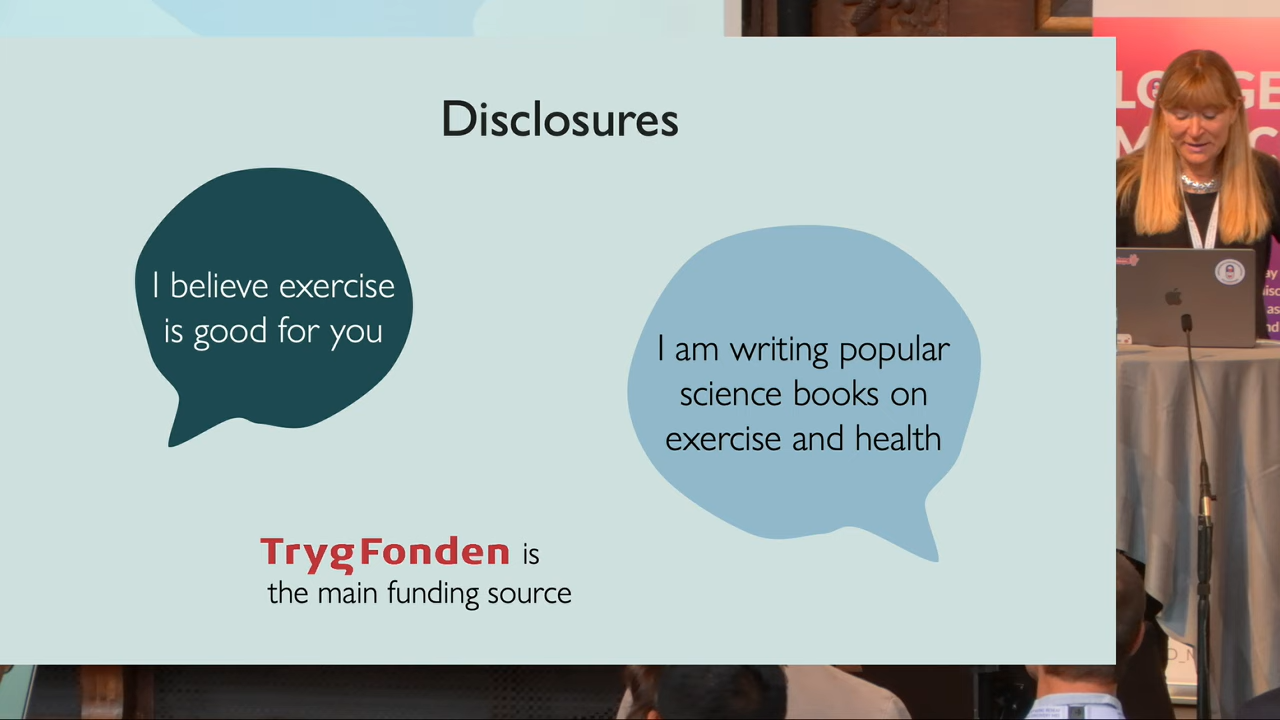 Disclosures
I believe exercise
is good for you
I am writing popular
science books on
exercise and health
TrygFonden is
the main funding source